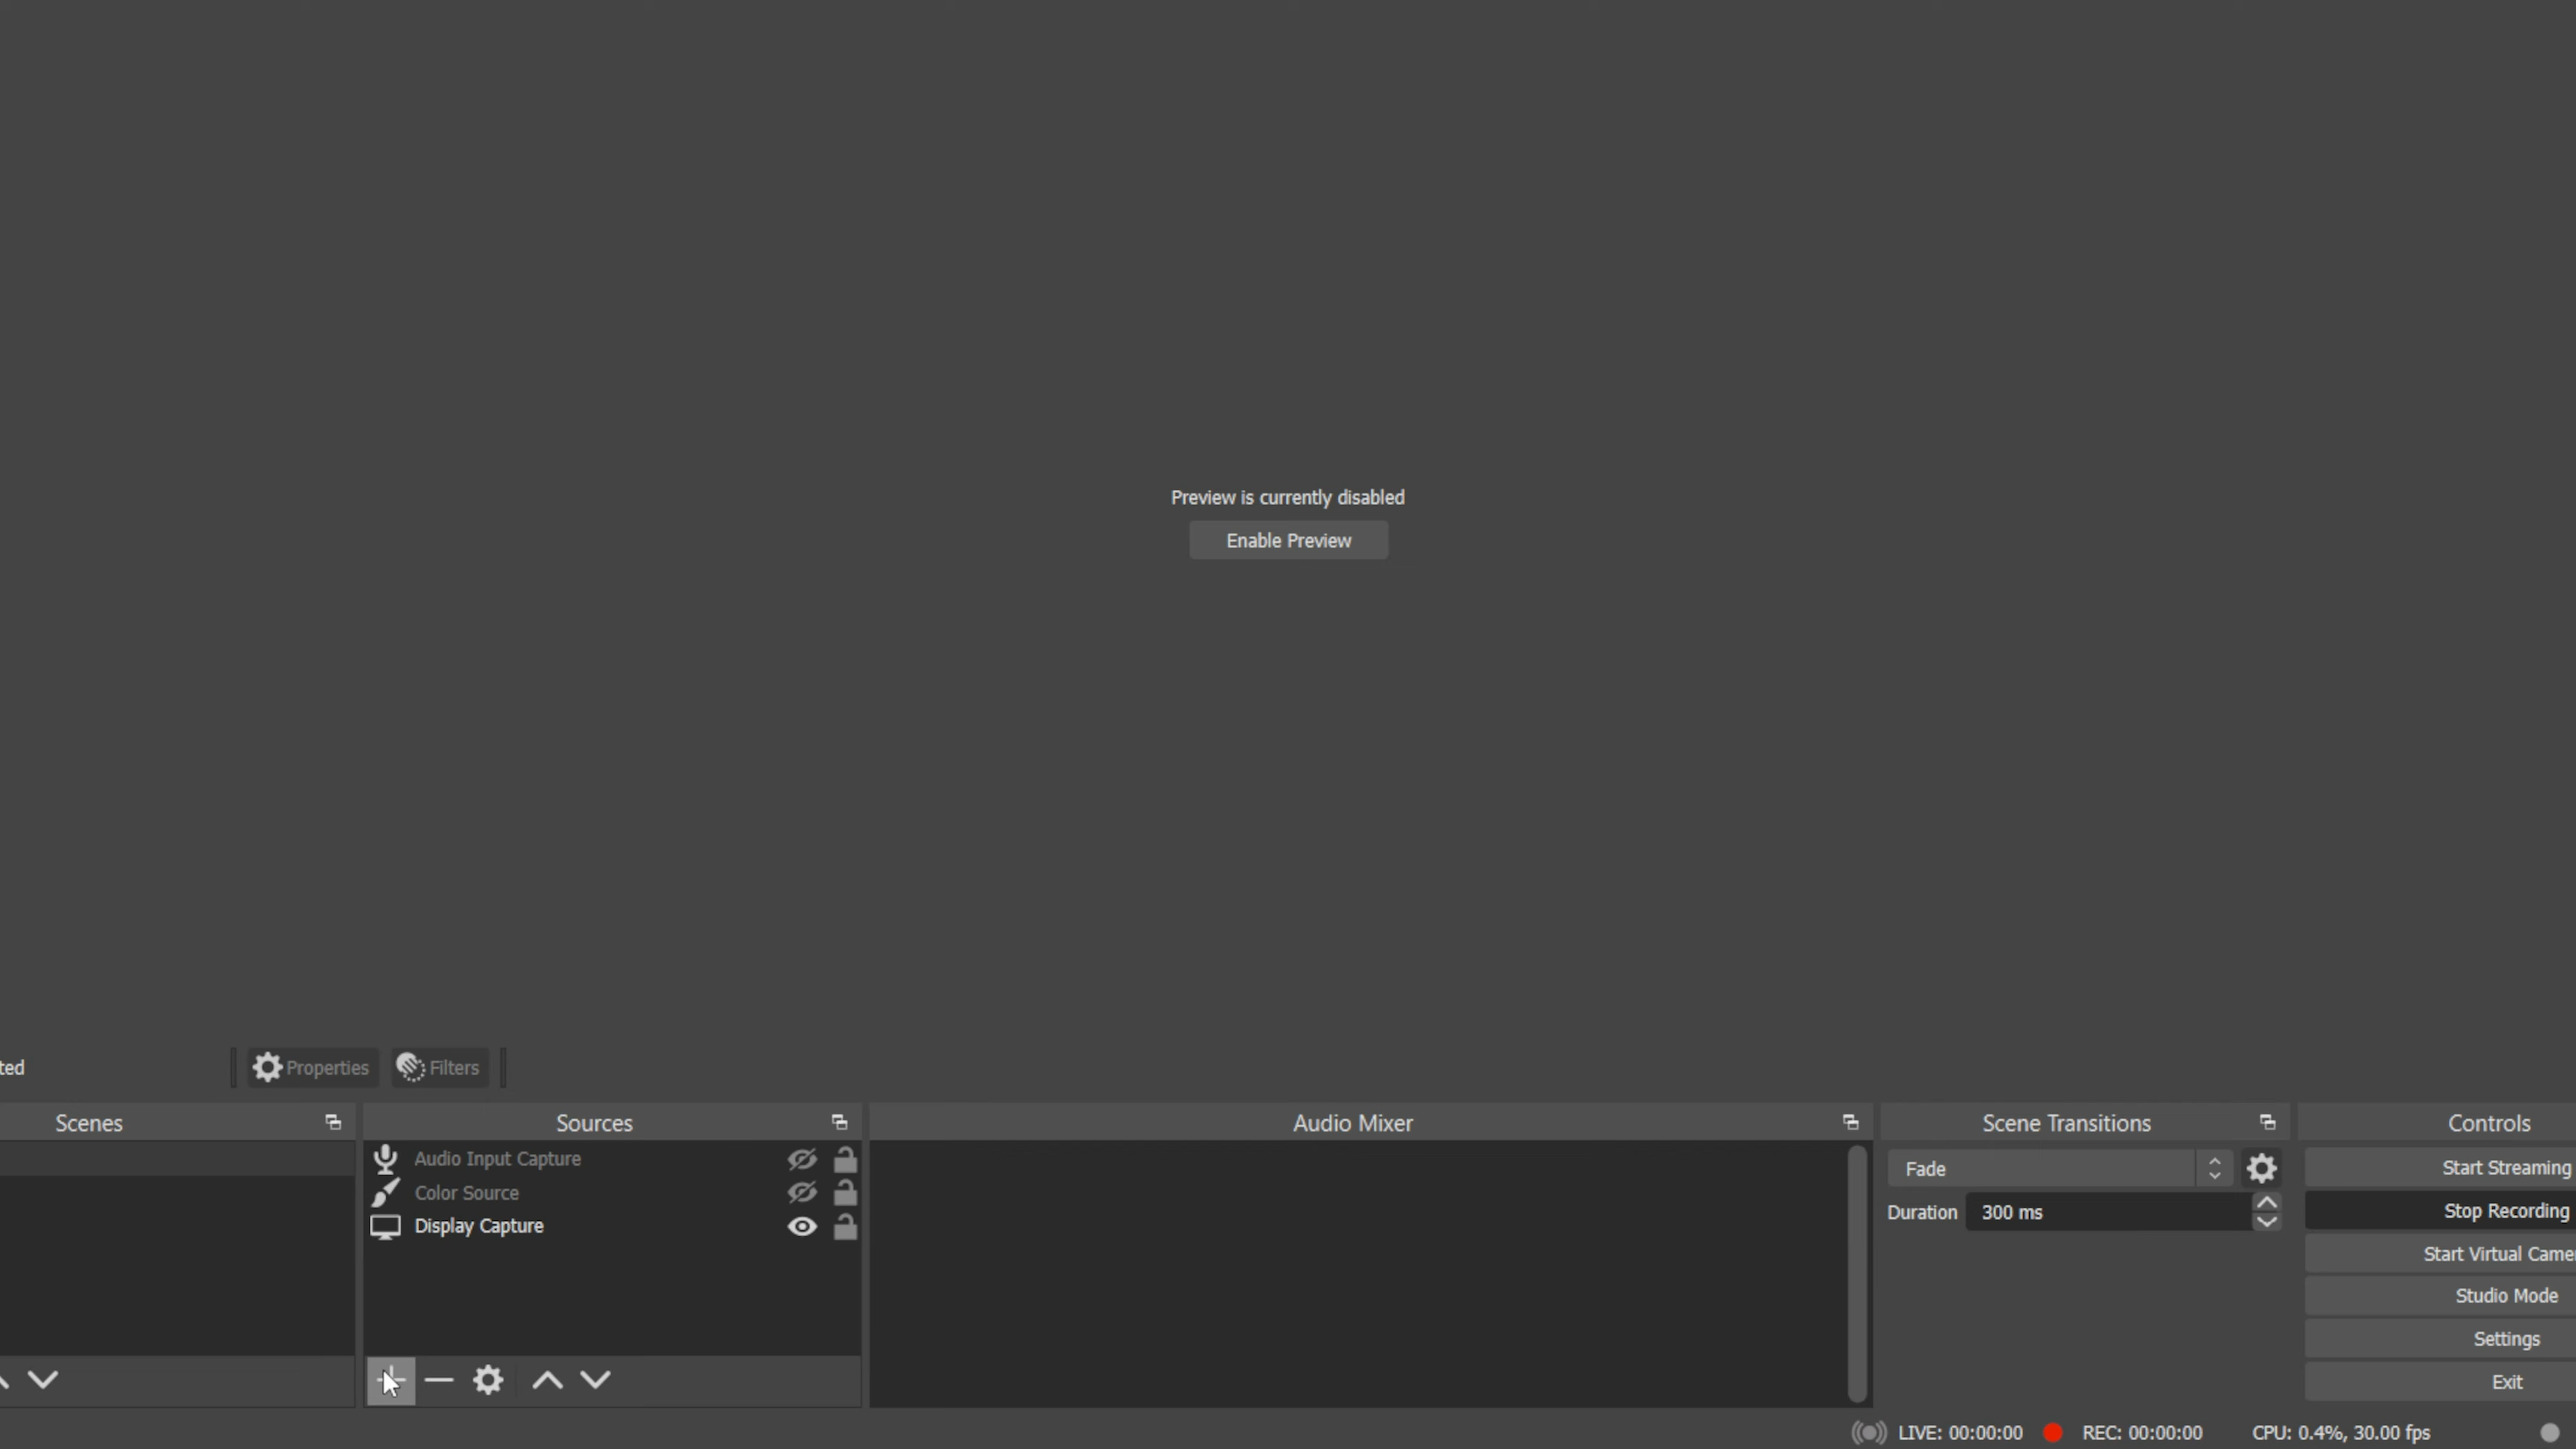 Preview is currently disabled
Enable Preview
ted
Properties
Filters
Scenes
Sources
Audio Mixer
Scene Transitions
Controls
Audio Input Capture
Color Source
Display Capture
Fade
Duration
300 ms
Start Streaming
Stop Recording
Start Virtual Camer
Studio Mode
Settings
Exit
LIVE: 00:00:00
REC: 00:00:00
CPU: 0.4%, 30.00 fps